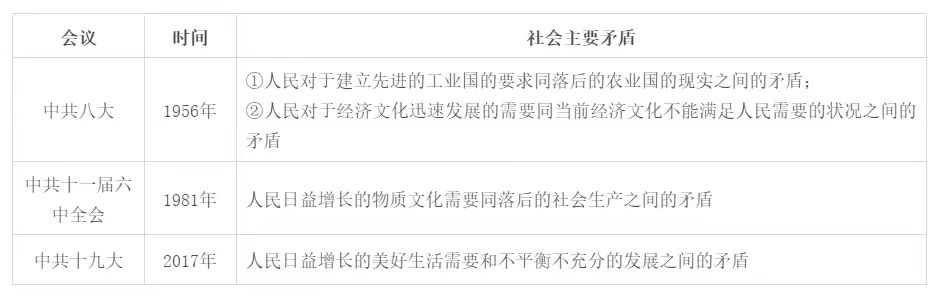 会议 时间 社会主要矛盾
①人民对于建立先进的工业国的要求同落后的农业国的现实之间的矛盾；
中共八大 1956年 ②人民对于经济文化迅速发展的需要同当前经济文化不能满足人民需要的状况之间的
矛盾
中共十一届六
中全会 1981年 人民日益增长的物质文化需要同落后的社会生产之间的矛盾
中共十九大 2017年 人民日益增长的美好生活需要和不平衡不充分的发展之间的矛盾